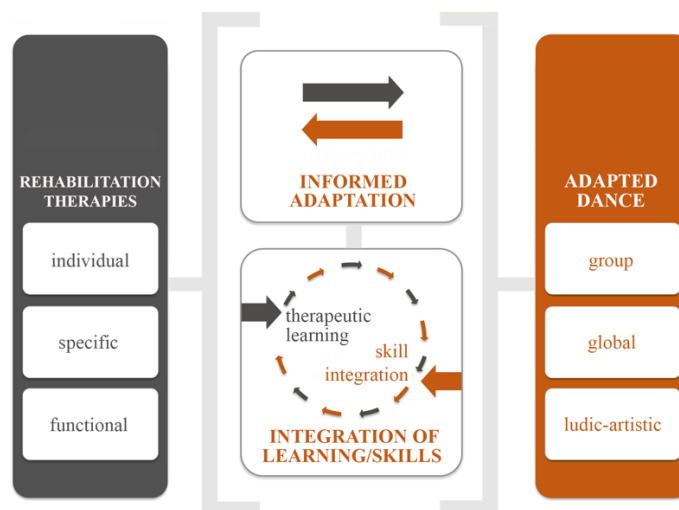 REHABILITATION
THERAPIES
individual
specific
functional
INFORMED
ADAPTATION
therapeutic
learning
skill
integration
INTEGRATION OF
LEARNING/SKILLS
ADAPTED
DANCE
group
global
ludic-artistic